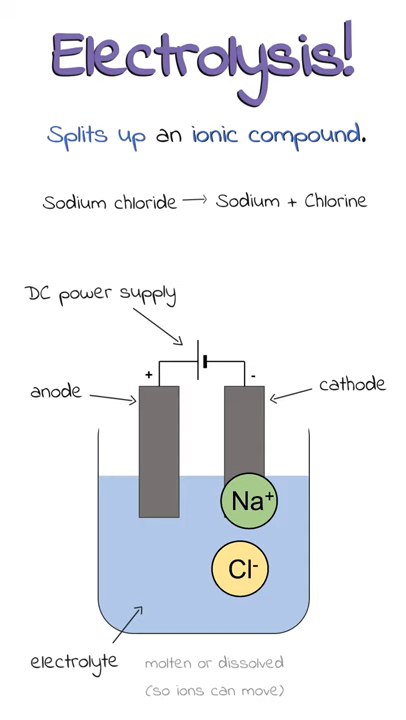 Electrolysis!
Splits up an ionic compound.
Sodium chloride → Sodium + Chlorine
DC power supply
+ -
anode
cathode
Na⁺
Cl⁻
electrolyte
molten or dissolved
(so ions can move)